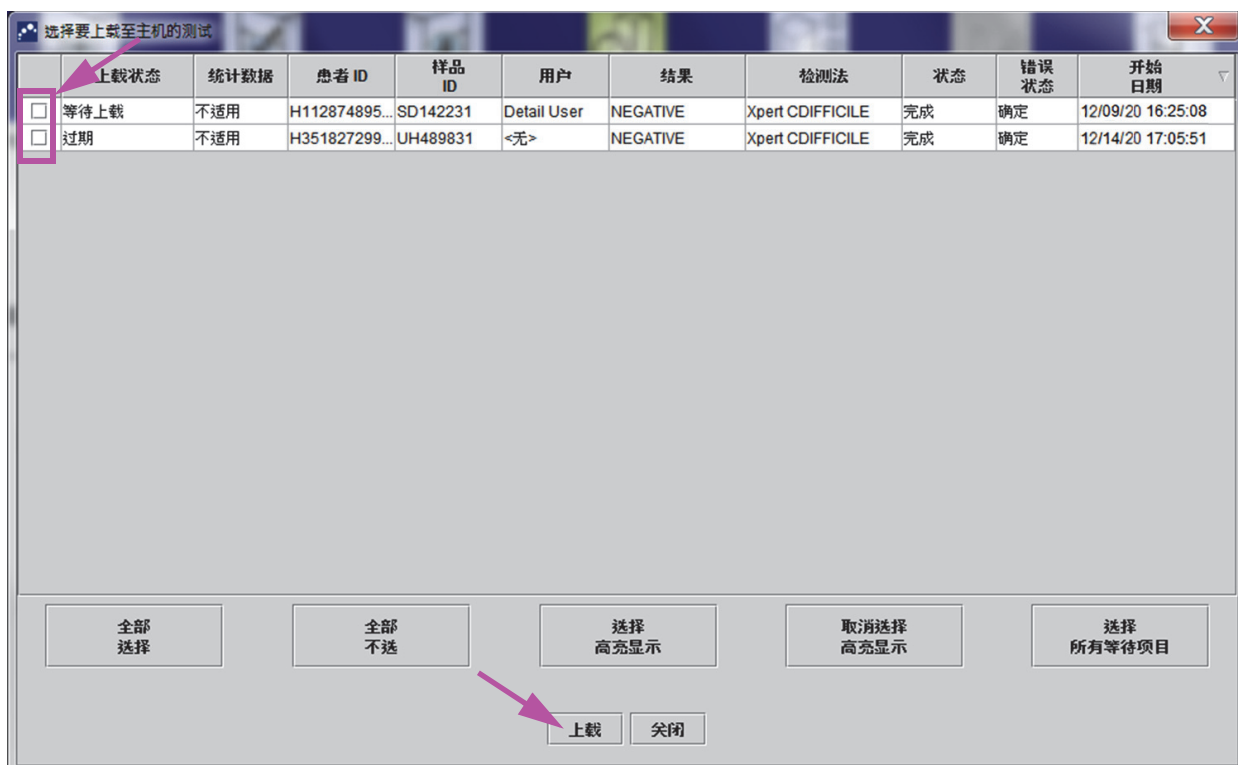 选择要上载至主机的测试
上载状态 统计数据 患者 ID 样品 ID 用户 结果 检测法 状态 错误 状态 开始 日期
等待上载 不适用 H112874895... SD142231 Detail User NEGATIVE Xpert CDIFFICILE 完成 确定 12/09/20 16:25:08
过期 不适用 H351827299... UH489831 <无> NEGATIVE Xpert CDIFFICILE 完成 确定 12/14/20 17:05:51
全部 选择
全部 不选
选择 高亮显示
取消选择 高亮显示
选择 所有等待项目
上载 关闭